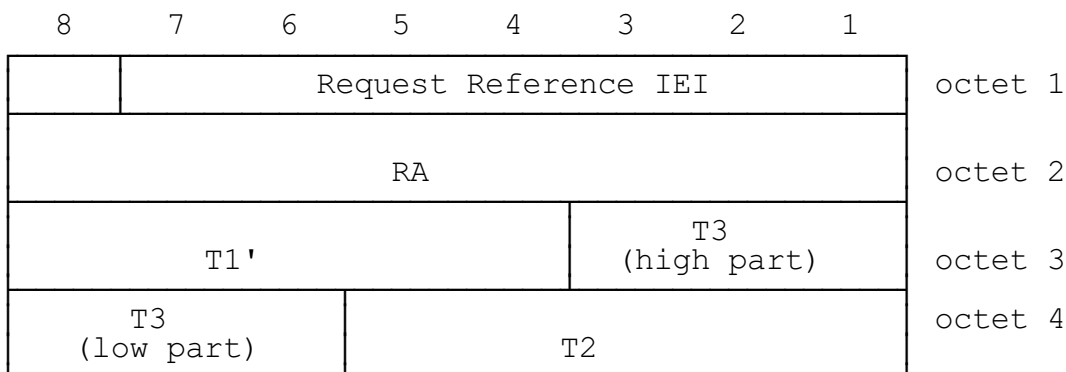 8 7 6 5 4 3 2 1
Request Reference IEI octet 1
RA octet 2
T3
T1' (high part) octet 3
T3 octet 4
(low part) T2